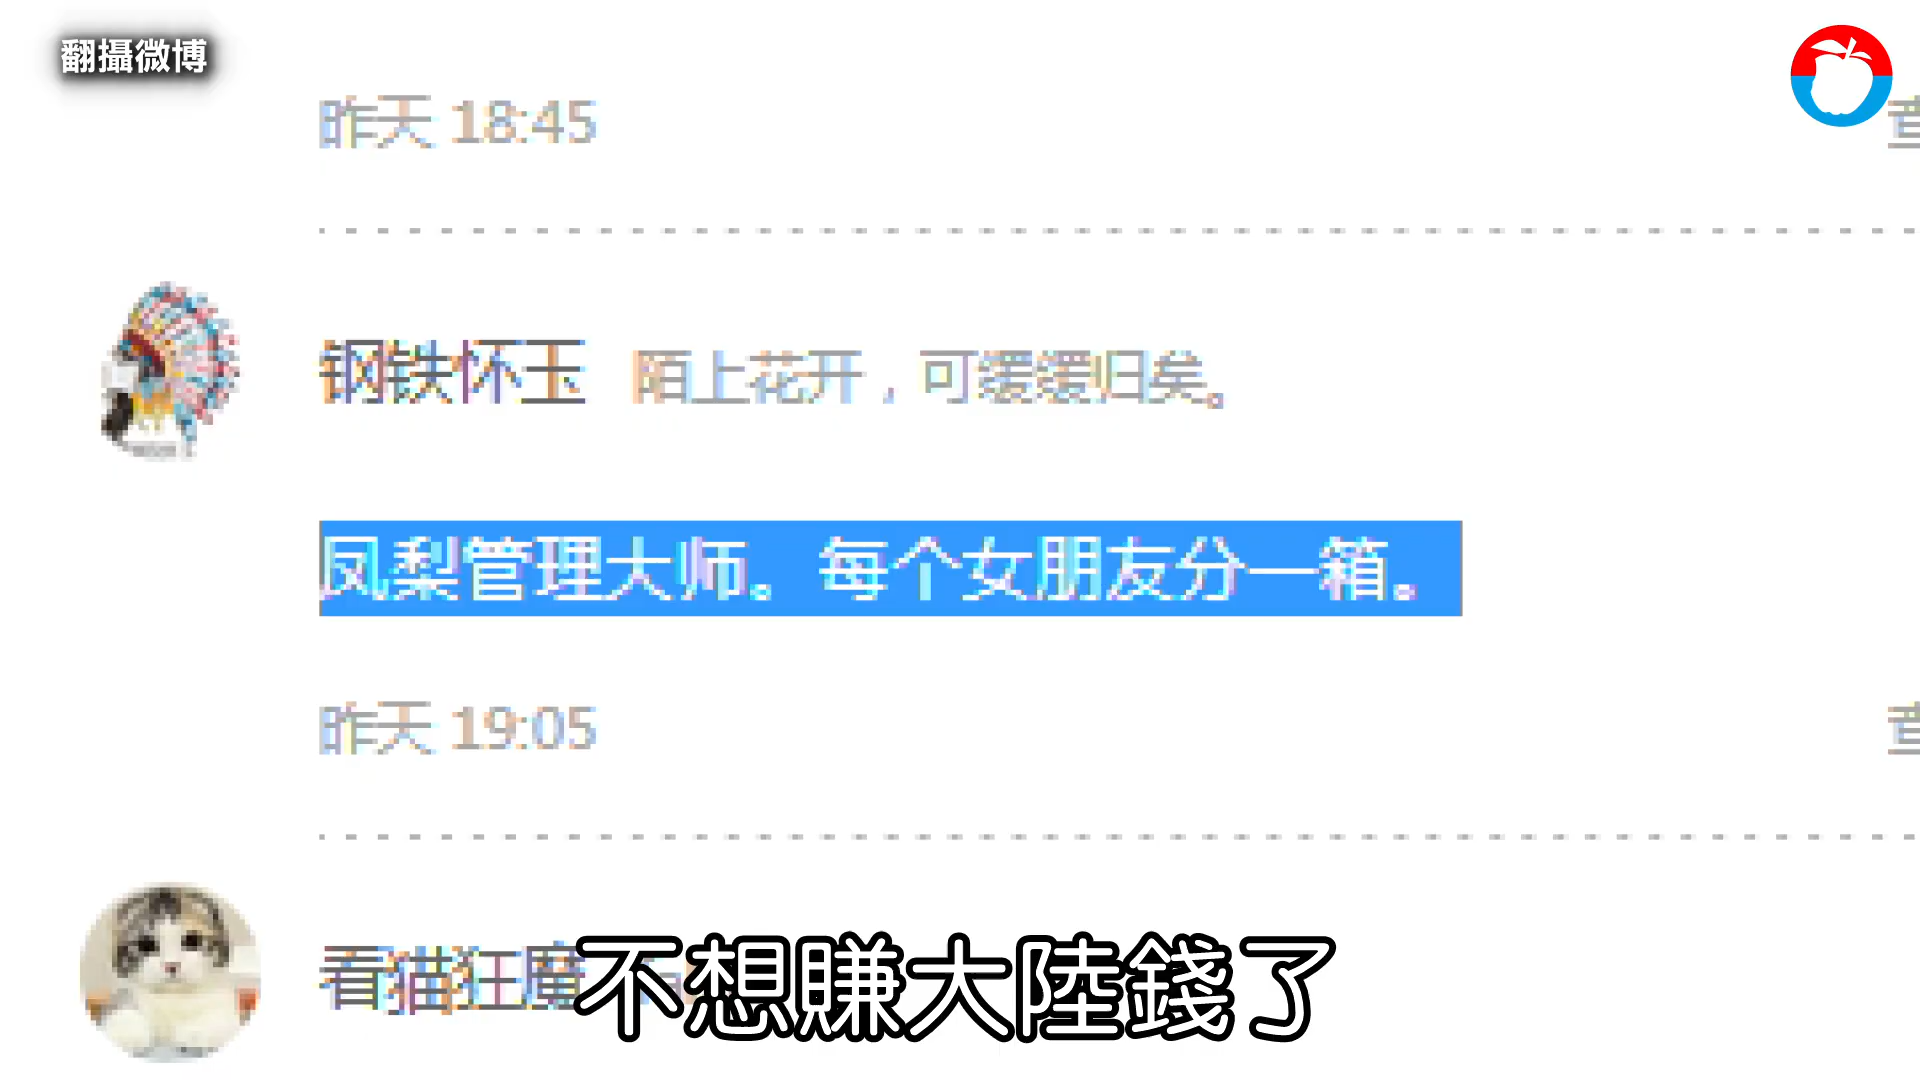 翻攝微博
昨天 18:45
钢铁怀玉 陌上花开，可缓缓归矣。
凤梨管理大师。每个女朋友分一箱。
昨天 19:05
看猫狂魔
不想賺大陸錢了